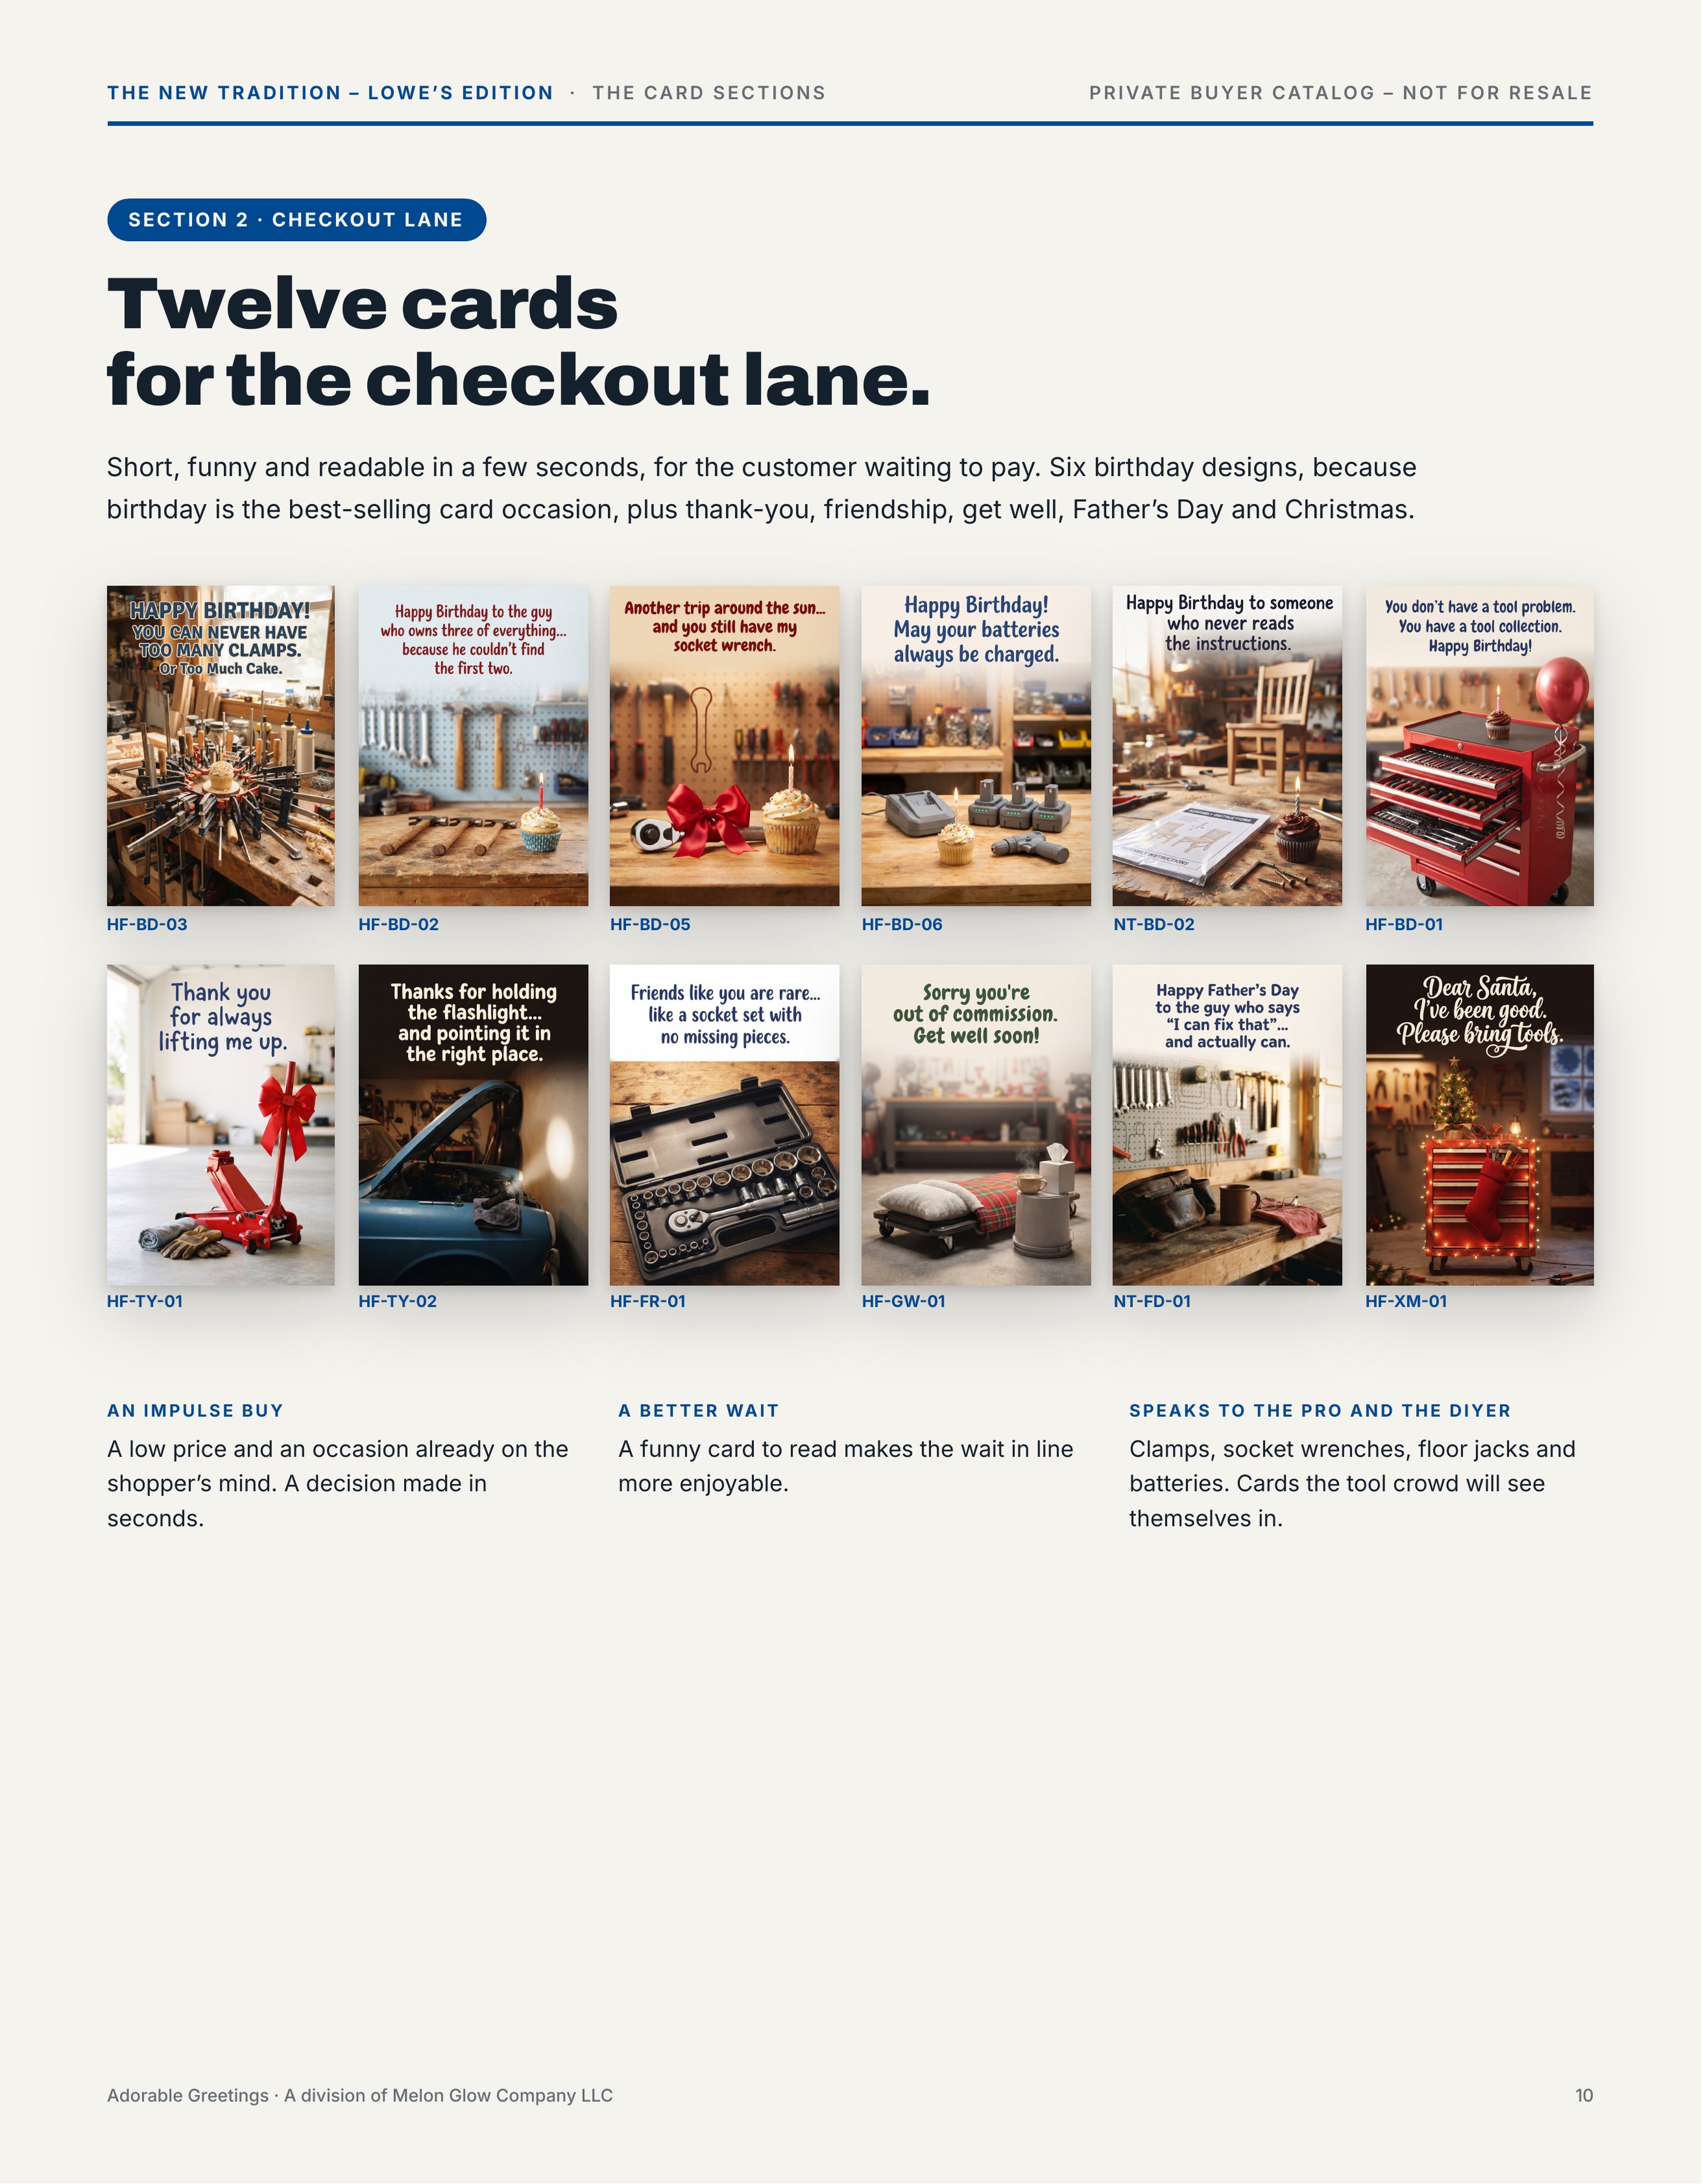 THE NEW TRADITION – LOWE’S EDITION · THE CARD SECTIONS
PRIVATE BUYER CATALOG – NOT FOR RESALE
SECTION 2 · CHECKOUT LANE
Twelve cards
for the checkout lane.
Short, funny and readable in a few seconds, for the customer waiting to pay. Six birthday designs, because
birthday is the best-selling card occasion, plus thank-you, friendship, get well, Father’s Day and Christmas.
HAPPY BIRTHDAY!
YOU CAN NEVER HAVE
TOO MANY CLAMPS.
Or Too Much Cake.
HF-BD-03
Happy Birthday to the guy
who owns three of everything...
because he couldn’t find
the first two.
HF-BD-02
Another trip around the sun...
and you still have my
socket wrench.
HF-BD-05
Happy Birthday!
May your batteries
always be charged.
HF-BD-06
Happy Birthday to someone
who never reads
the instructions.
NT-BD-02
You don’t have a tool problem.
You have a tool collection.
Happy Birthday!
HF-BD-01
Thank you
for always
lifting me up.
HF-TY-01
Thanks for holding
the flashlight...
and pointing it in
the right place.
HF-TY-02
Friends like you are rare...
like a socket set with
no missing pieces.
HF-FR-01
Sorry you’re
out of commission.
Get well soon!
HF-GW-01
Happy Father’s Day
to the guy who says
“I can fix that”...
and actually can.
NT-FD-01
Dear Santa,
I’ve been good.
Please bring tools.
HF-XM-01
AN IMPULSE BUY
A low price and an occasion already on the
shopper’s mind. A decision made in
seconds.
A BETTER WAIT
A funny card to read makes the wait in line
more enjoyable.
SPEAKS TO THE PRO AND THE DIYER
Clamps, socket wrenches, floor jacks and
batteries. Cards the tool crowd will see
themselves in.
Adorable Greetings · A division of Melon Glow Company LLC
10